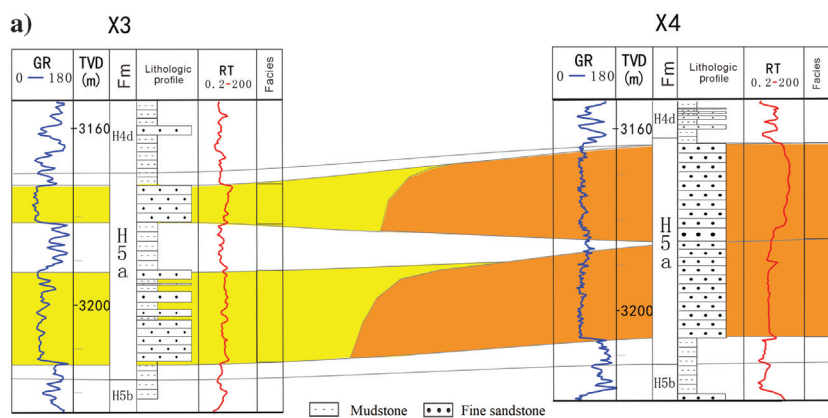 a)
X3
X4
GR
0 — 180
TVD
(m)
Fm
Lithologic
profile
RT
0.2-200
Facies
GR
0 — 180
TVD
(m)
Fm
Lithologic
profile
RT
0.2-200
Facies
3160
H4d
3160
H4d
H
5
a
H
5
a
3200
3200
H5b
H5b
Mudstone
Fine sandstone